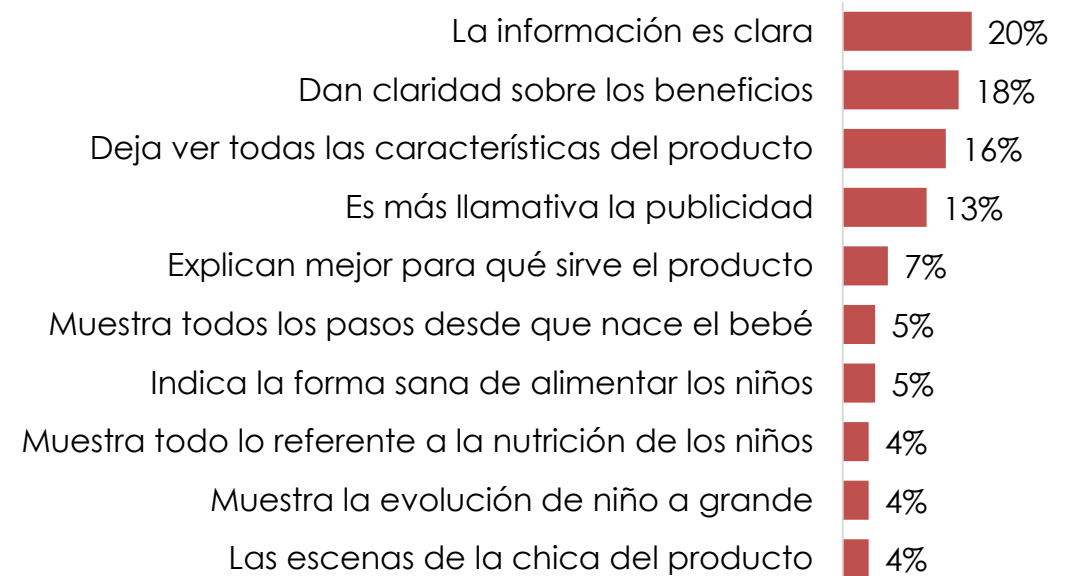 La información es clara 20%
Dan claridad sobre los beneficios 18%
Deja ver todas las características del producto 16%
Es más llamativa la publicidad 13%
Explican mejor para qué sirve el producto 7%
Muestra todos los pasos desde que nace el bebé 5%
Indica la forma sana de alimentar los niños 5%
Muestra todo lo referente a la nutrición de los niños 4%
Muestra la evolución de niño a grande 4%
Las escenas de la chica del producto 4%